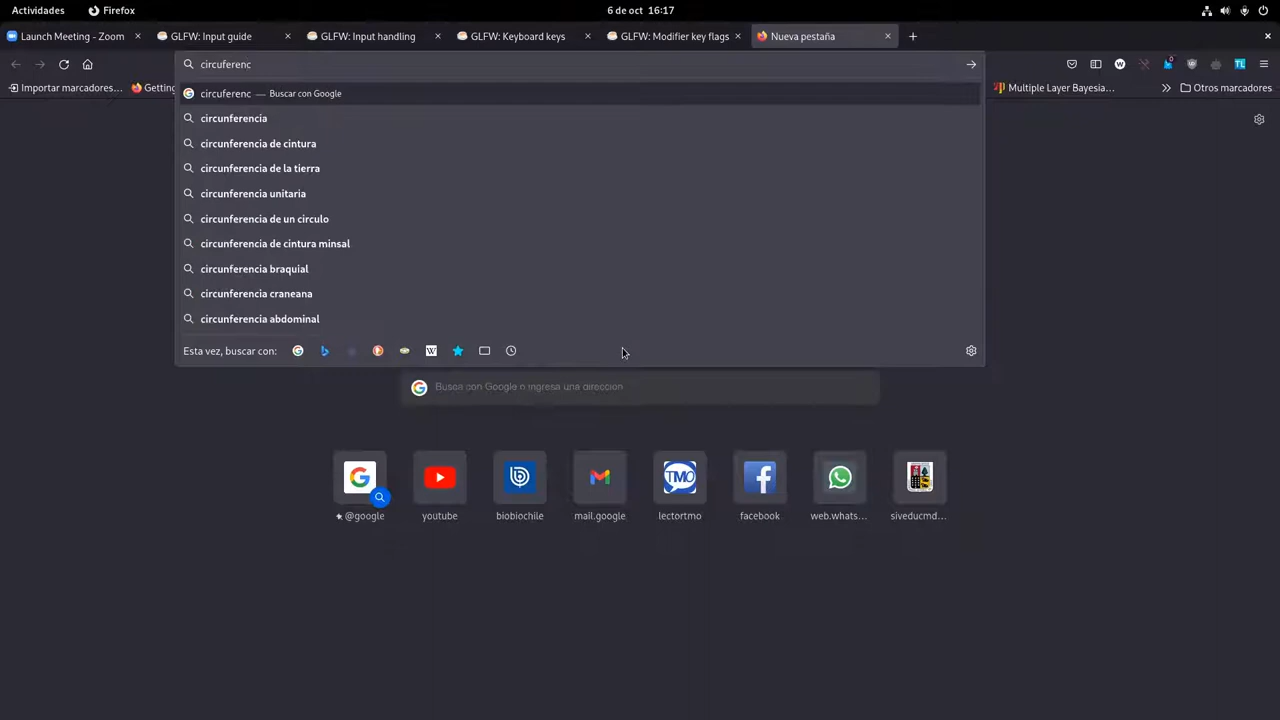 Actividades Firefox 6 de oct 16:17
Launch Meeting - Zoom GLFW: Input guide GLFW: Input handling GLFW: Keyboard keys GLFW: Modifier key flags Nueva pestaña
circuferenc
Importar marcadores... Getting Multiple Layer Bayesia... Otros marcadores
circuferenc — Buscar con Google
circunferencia
circunferencia de cintura
circunferencia de la tierra
circunferencia unitaria
circunferencia de un circulo
circunferencia de cintura minsal
circunferencia braquial
circunferencia craneana
circunferencia abdominal
Esta vez, buscar con:
Busca con Google o ingresa una dirección
@google youtube biobiochile mail.google lectortmo facebook web.whats... siveducmd...